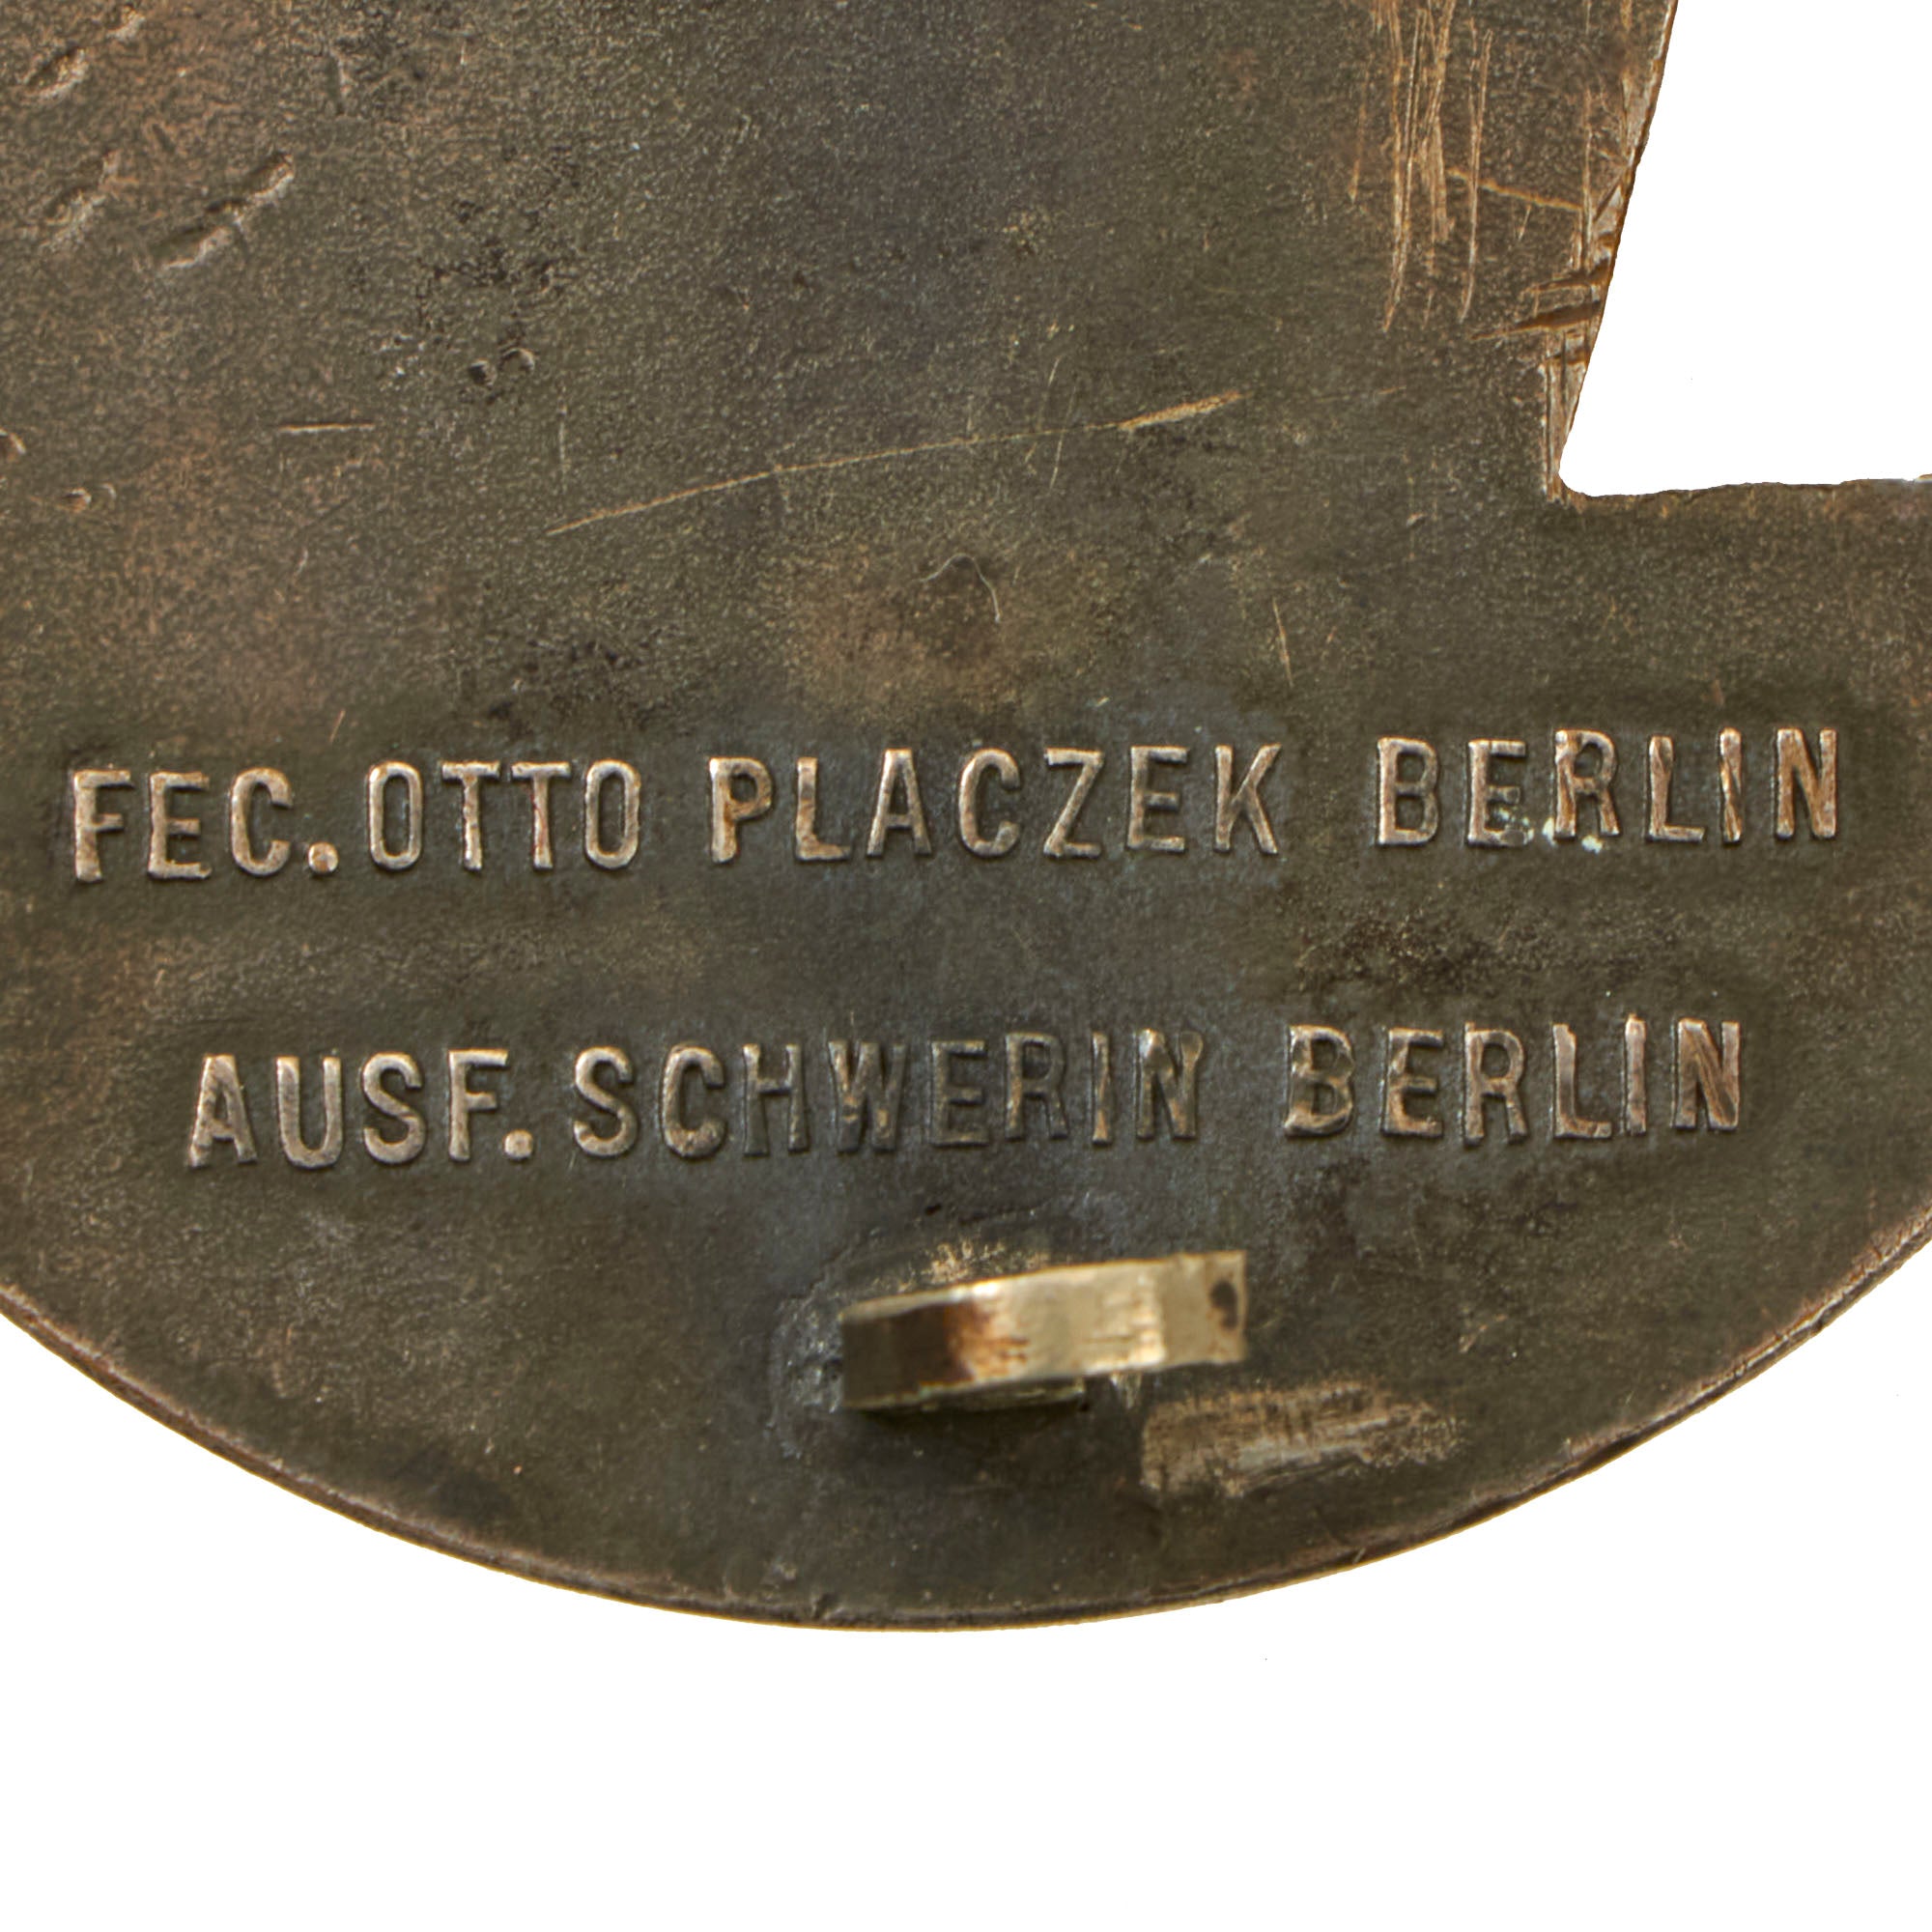 FEC. OTTO PLACZEK BERLIN
AUSF. SCHWERIN BERLIN